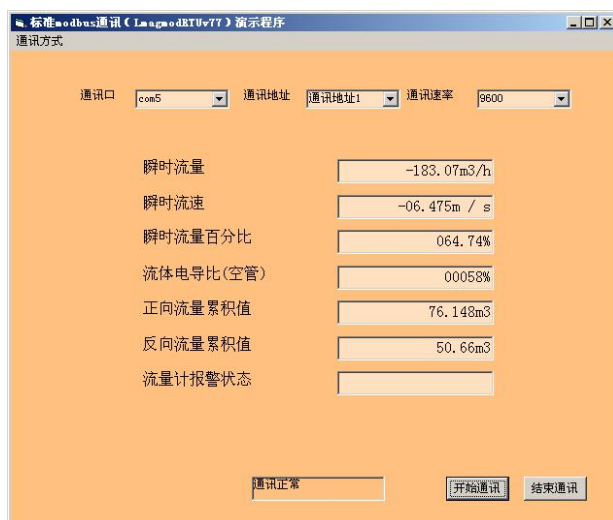 标准modbus通讯(LmagmodRTUv77)演示程序
通讯方式
通讯口 com5 通讯地址 通讯地址1 通讯速率 9600
瞬时流量 -183.07m3/h
瞬时流速 -06.475m / s
瞬时流量百分比 064.74%
流体电导比(空管) 00058%
正向流量累积值 76.148m3
反向流量累积值 50.66m3
流量计报警状态
通讯正常 开始通讯 结束通讯